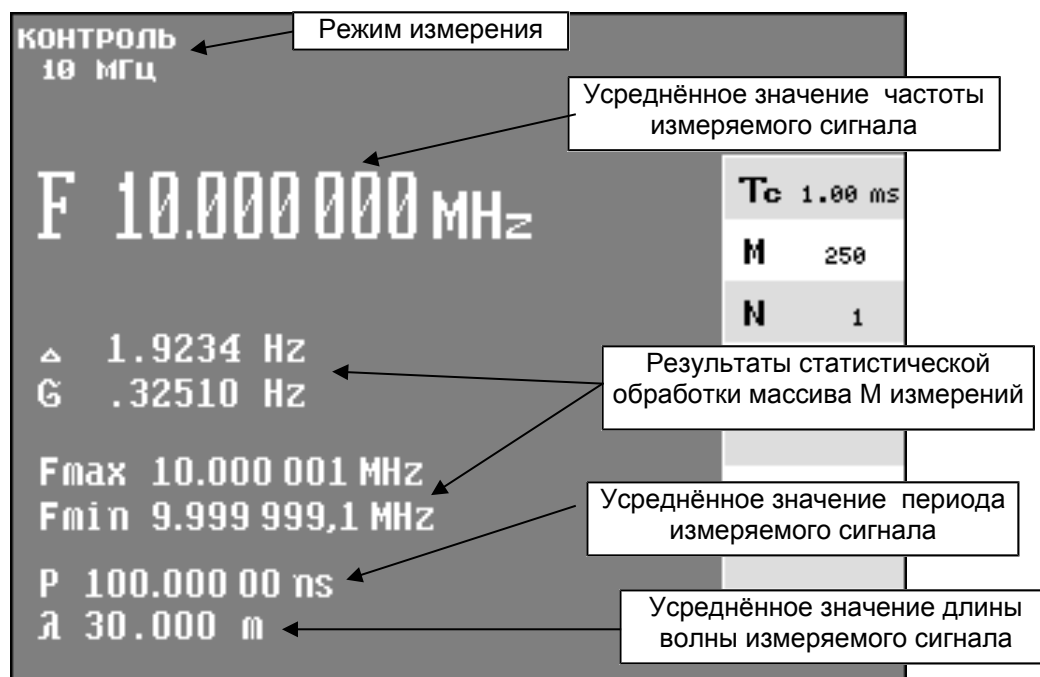 КОНТРОЛЬ
10 МГц
Режим измерения
Усреднённое значение частоты
измеряемого сигнала
F 10.000 000 MHz
Tc 1.00 ms
M 250
N 1
△ 1.9234 Hz
G .32510 Hz
Результаты статистической
обработки массива М измерений
Fmax 10.000 001 MHz
Fmin 9.999 999,1 MHz
Усреднённое значение периода
измеряемого сигнала
P 100.000 00 ns
λ 30.000 m
Усреднённое значение длины
волны измеряемого сигнала